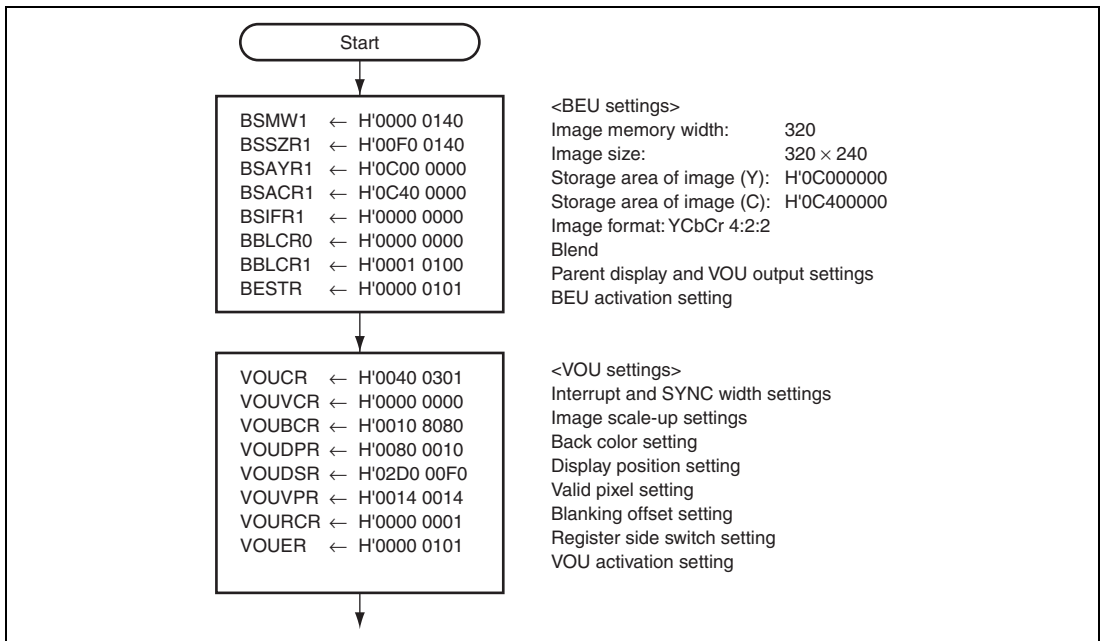 Start
BSMW1 ← H'0000 0140
BSSZR1 ← H'00F0 0140
BSAYR1 ← H'0C00 0000
BSACR1 ← H'0C40 0000
BSIFR1 ← H'0000 0000
BBLCR0 ← H'0000 0000
BBLCR1 ← H'0001 0100
BESTR ← H'0000 0101
<BEU settings>
Image memory width: 320
Image size: 320 × 240
Storage area of image (Y): H'0C000000
Storage area of image (C): H'0C400000
Image format: YCbCr 4:2:2
Blend
Parent display and VOU output settings
BEU activation setting
VOUCR ← H'0040 0301
VOUVCR ← H'0000 0000
VOUBCR ← H'0010 8080
VOUDPR ← H'0080 0010
VOUDSR ← H'02D0 00F0
VOUVPR ← H'0014 0014
VOURCR ← H'0000 0001
VOUER ← H'0000 0101
<VOU settings>
Interrupt and SYNC width settings
Image scale-up settings
Back color setting
Display position setting
Valid pixel setting
Blanking offset setting
Register side switch setting
VOU activation setting